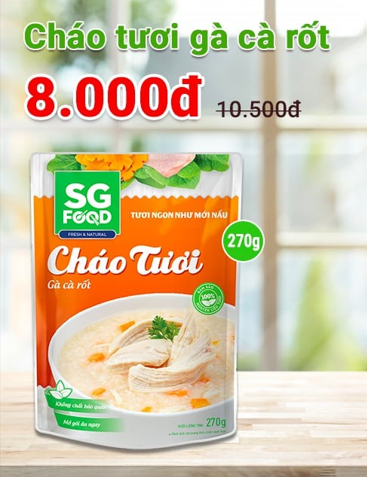 Cháo tươi gà cà rốt
8.000đ 10.500đ
SG
FOOD
FRESH & NATURAL
TƯƠI NGON NHƯ MỚI NẤU
270g
Cháo Tươi
Gà cà rốt
100%
Không chất bảo quản
Mở gói ăn ngay
270g